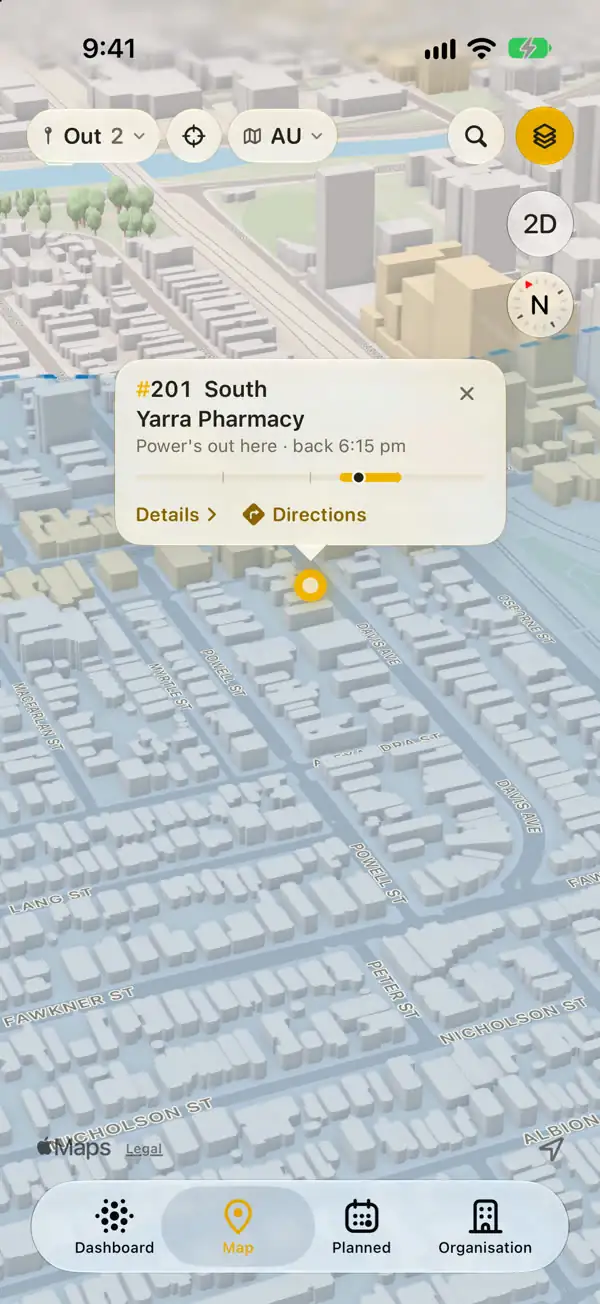 9:41
Out 2
AU
2D
N
#201 South
Yarra Pharmacy
Power's out here · back 6:15 pm
Details
Directions
OSBORNE ST
DAVIS AVE
POWELL ST
MYRTLE ST
MACFARLAN ST
DAVIS AVE
POWELL ST
LANG ST
FAWKNER ST
PETER ST
NICHOLSON ST
NICHOLSON ST
Maps
Legal
Dashboard
Map
Planned
Organisation